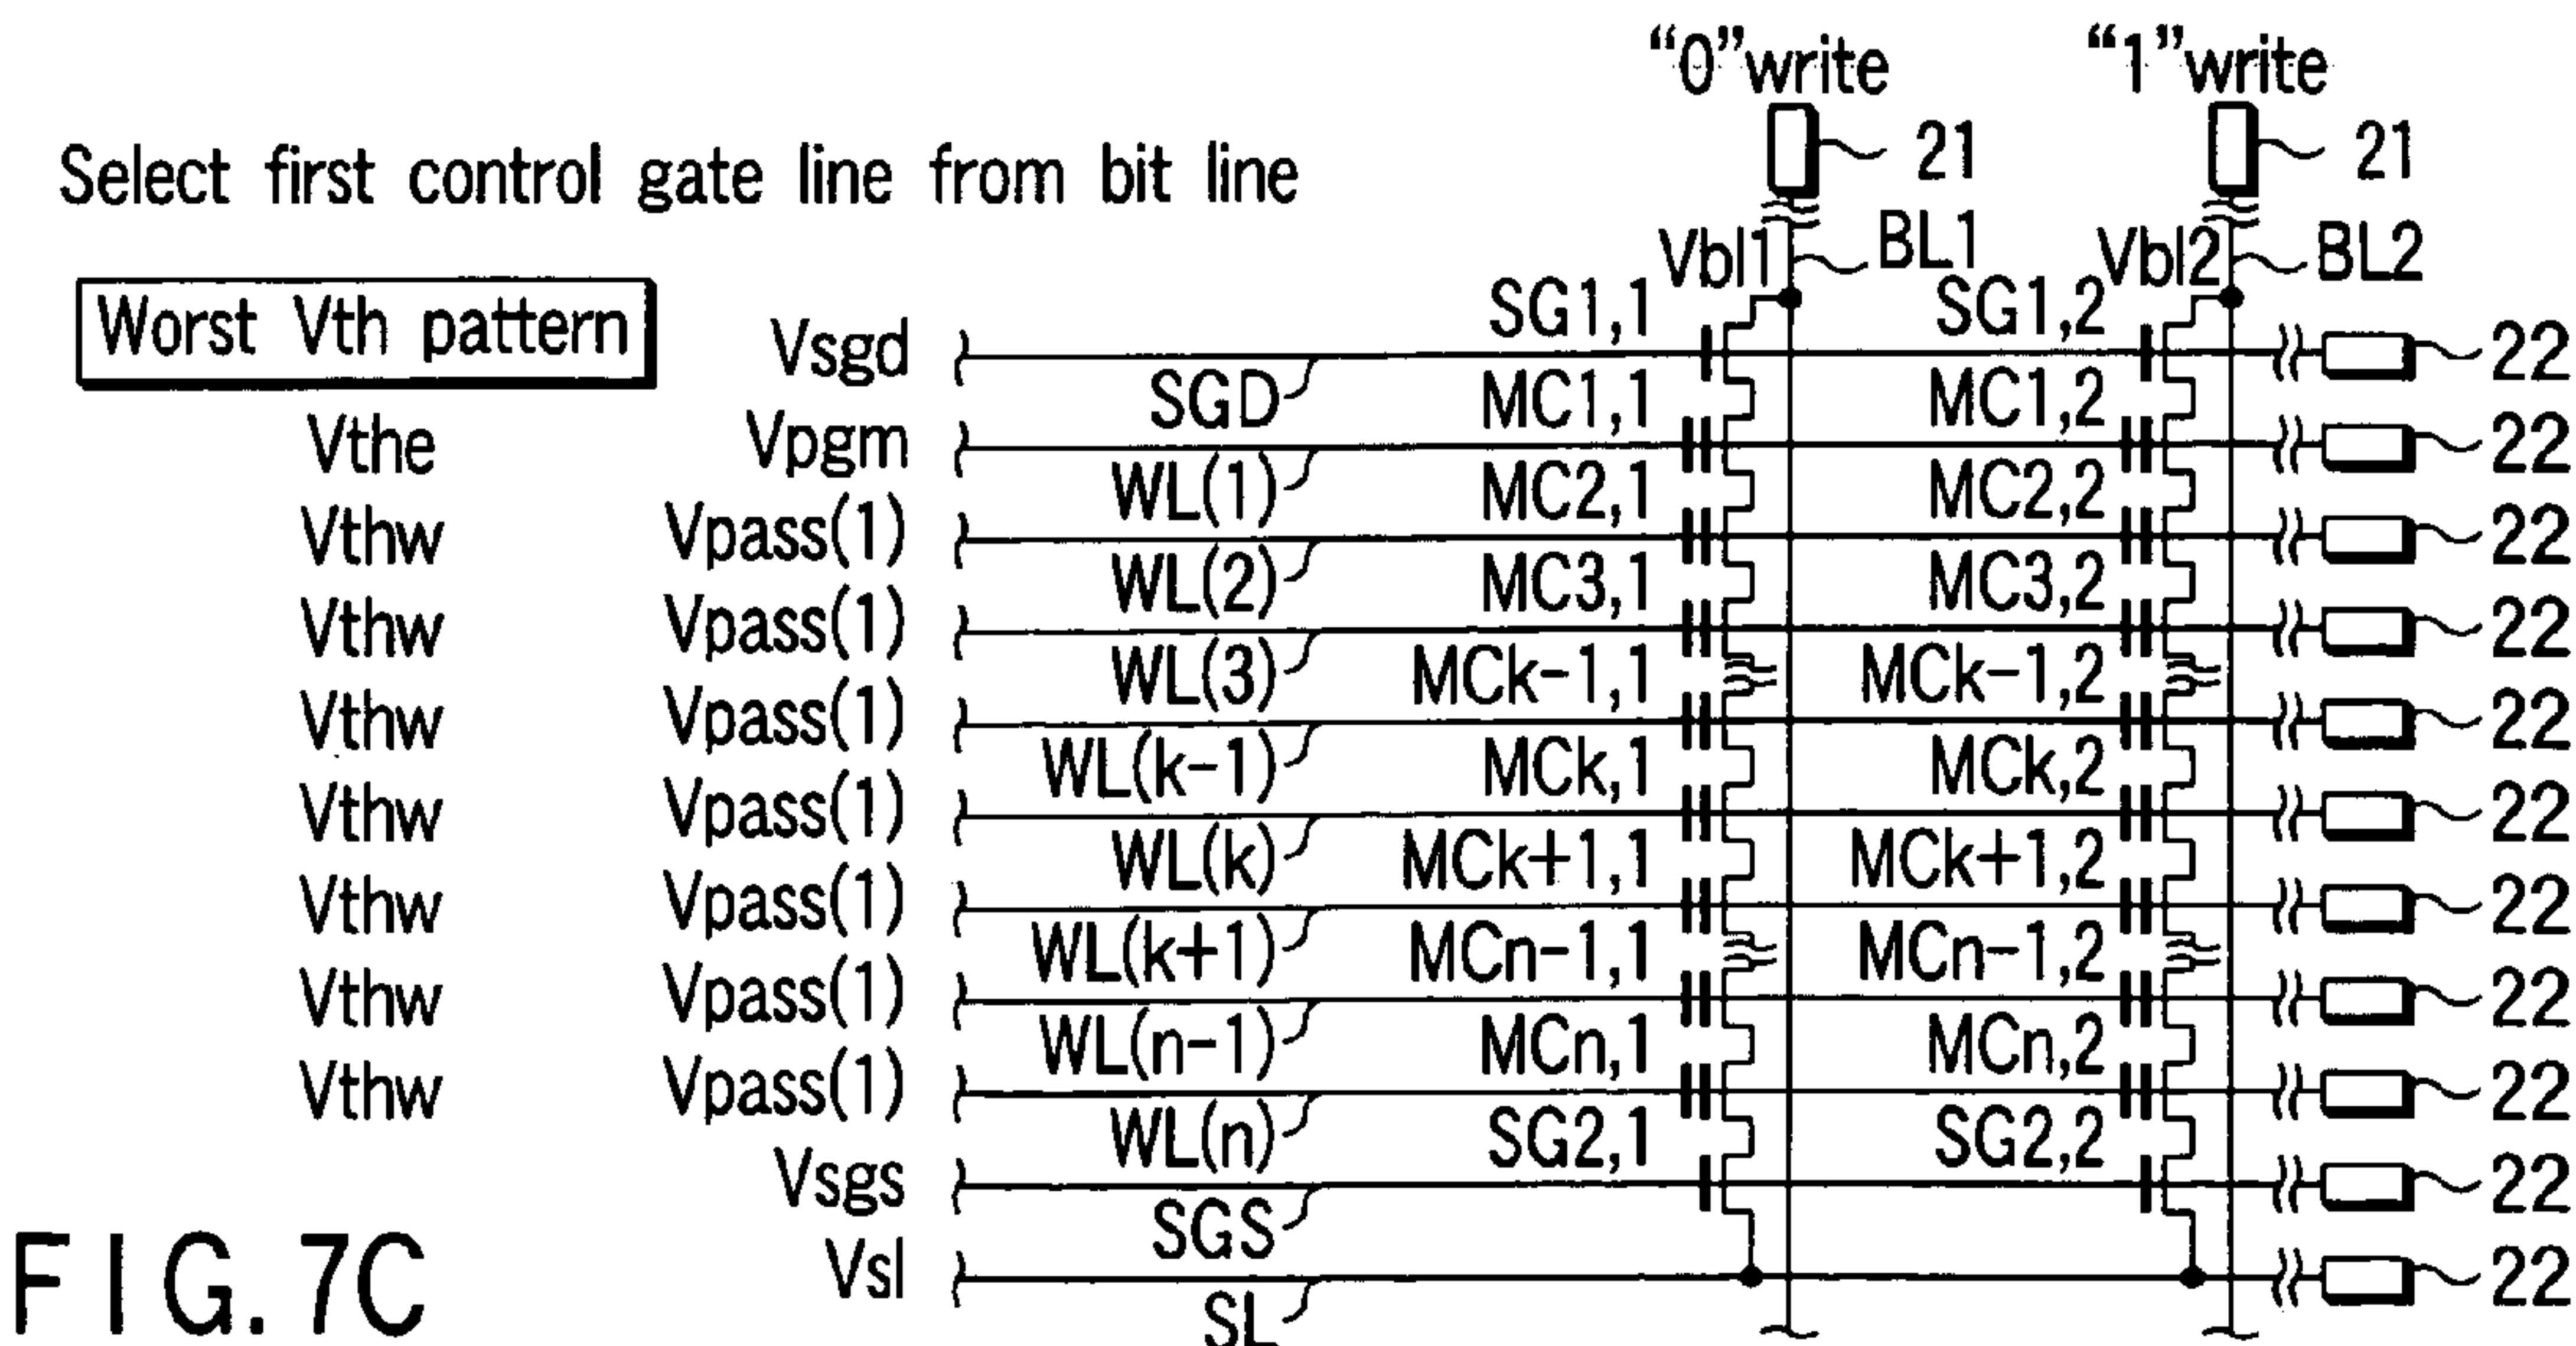 “0”write “1”write
21 21
Select first control gate line from bit line
Vbl1 BL1 Vbl2 BL2
Worst Vth pattern
Vsgd SG1,1 SG1,2 22
SGD MC1,1 MC1,2
Vthe Vpgm 22
WL(1) MC2,1 MC2,2
Vthw Vpass(1) 22
WL(2) MC3,1 MC3,2
Vthw Vpass(1) 22
WL(3) MCk-1,1 MCk-1,2
Vthw Vpass(1) 22
WL(k-1) MCk,1 MCk,2
Vthw Vpass(1) 22
WL(k) MCk+1,1 MCk+1,2
Vthw Vpass(1) 22
WL(k+1) MCn-1,1 MCn-1,2
Vthw Vpass(1) 22
WL(n-1) MCn,1 MCn,2
Vthw Vpass(1) 22
WL(n) SG2,1 SG2,2
Vsgs 22
SGS
Vsl 22
SL
FIG.7C